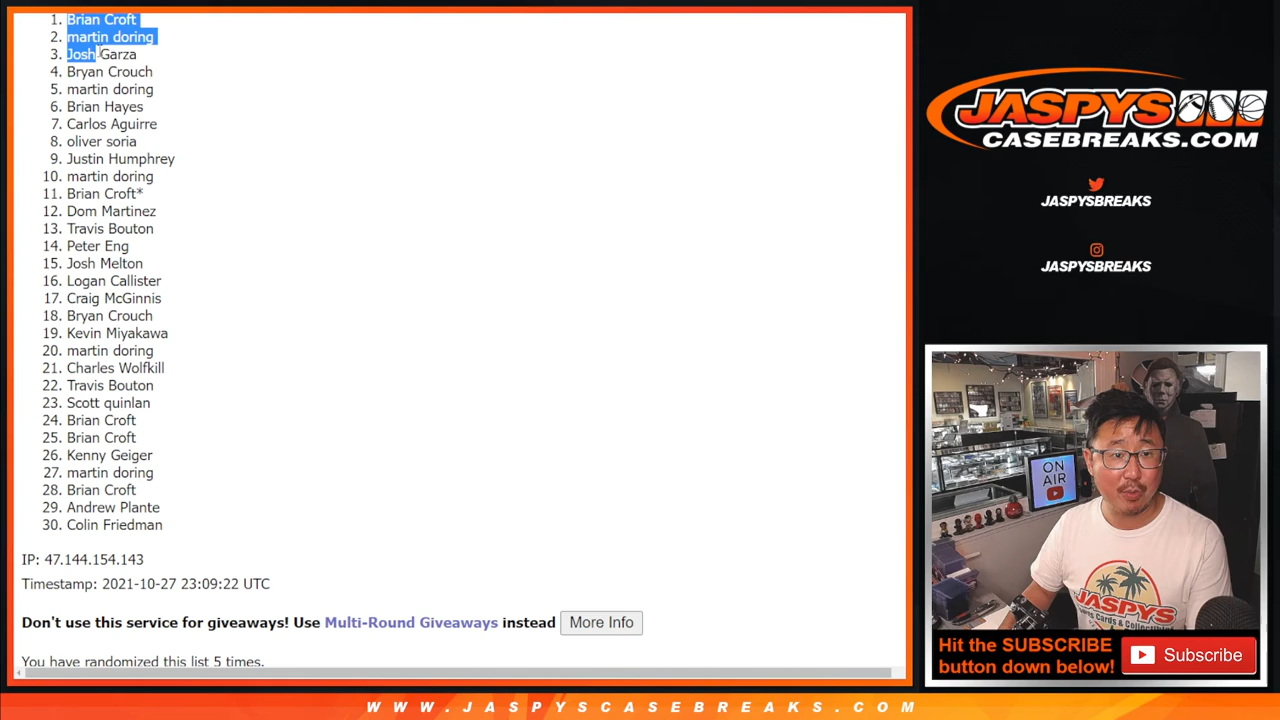 1. Brian Croft
2. martin doring
3. Josh Garza
4. Bryan Crouch
5. martin doring
6. Brian Hayes
7. Carlos Aguirre
8. oliver soria
9. Justin Humphrey
10. martin doring
11. Brian Croft*
12. Dom Martinez
13. Travis Bouton
14. Peter Eng
15. Josh Melton
16. Logan Callister
17. Craig McGinnis
18. Bryan Crouch
19. Kevin Miyakawa
20. martin doring
21. Charles Wolfkill
22. Travis Bouton
23. Scott quinlan
24. Brian Croft
25. Brian Croft
26. Kenny Geiger
27. martin doring
28. Brian Croft
29. Andrew Plante
30. Colin Friedman
IP: 47.144.154.143
Timestamp: 2021-10-27 23:09:22 UTC
Don't use this service for giveaways! Use Multi-Round Giveaways instead More Info
You have randomized this list 5 times.
JASPYS
CASEBREAKS.COM
JASPYSBREAKS
JASPYSBREAKS
ON
AIR
JASPYS
Hit the SUBSCRIBE
button down below!
Subscribe
WWW.JASPYSCASEBREAKS.COM